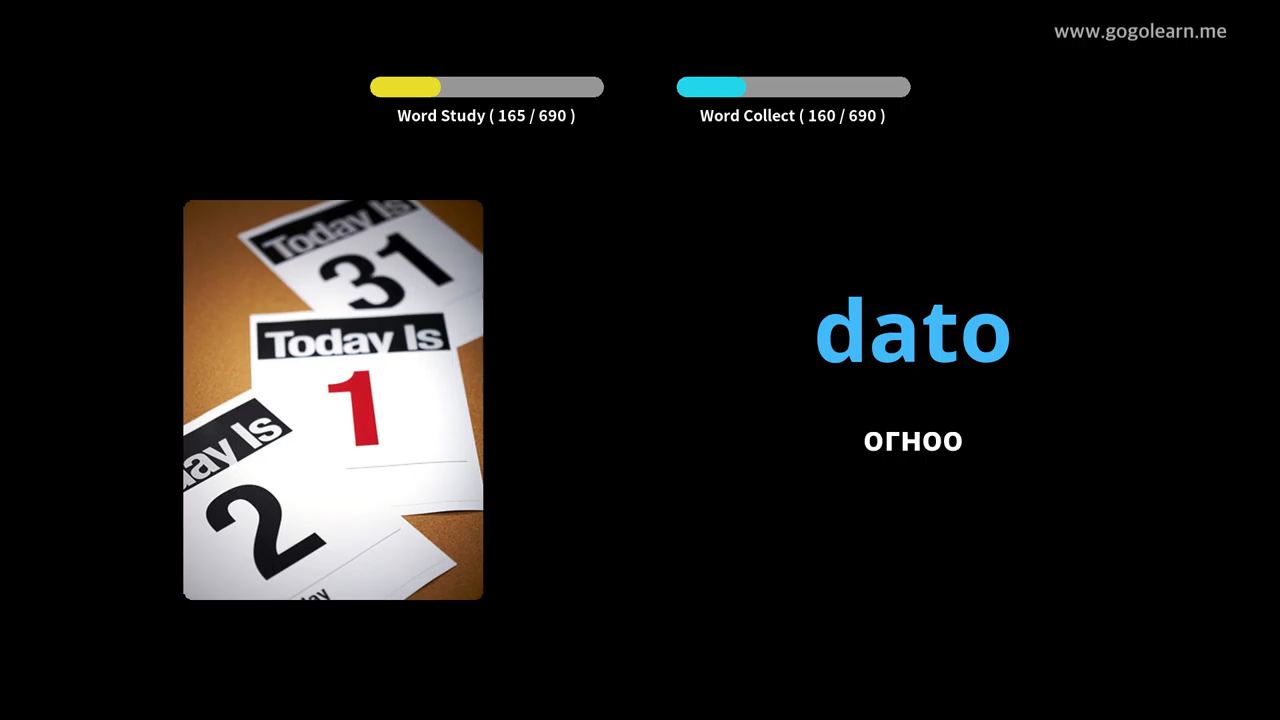 www.gogolearn.me
Word Study ( 165 / 690 )
Word Collect ( 160 / 690 )
Today Is
31
Today Is
1
ay Is
2
dato
огноо